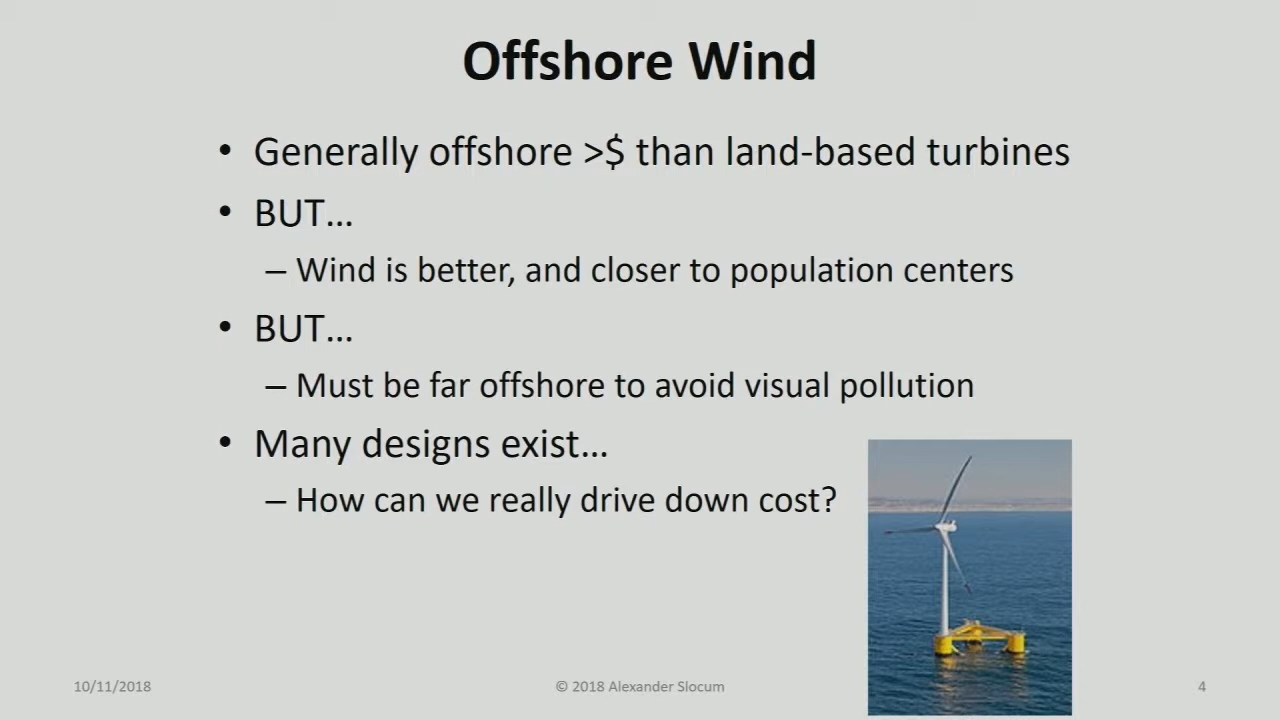 Offshore Wind
• Generally offshore >$ than land-based turbines
• BUT…
– Wind is better, and closer to population centers
• BUT…
– Must be far offshore to avoid visual pollution
• Many designs exist…
– How can we really drive down cost?
10/11/2018
© 2018 Alexander Slocum
4